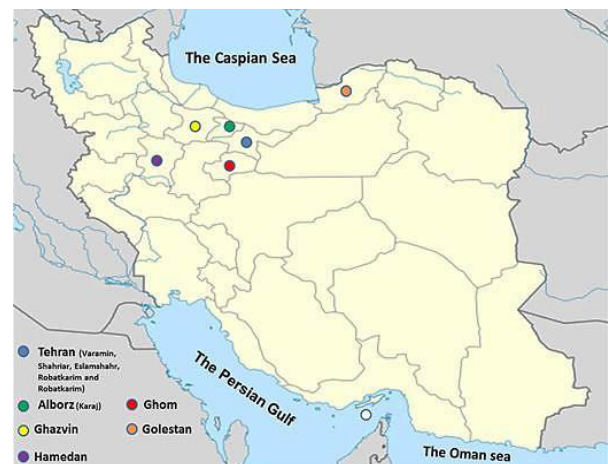 The Caspian Sea
The Persian Gulf
The Oman sea
Tehran (Varamin,
Shahriar, Eslamshahr,
Robatkarim and
Robatkarim)
Alborz (Karaj)
Ghom
Ghazvin
Golestan
Hamedan